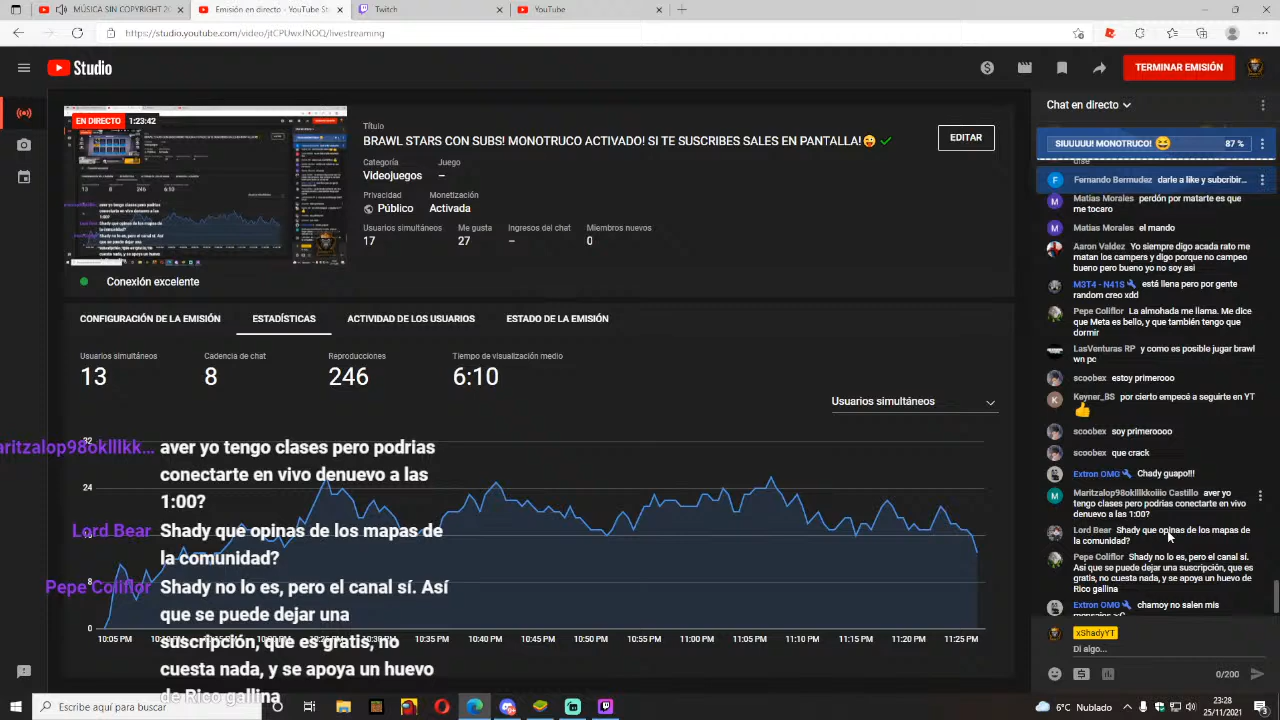 MÚSICA SIN COPYRIGHT 20
Emisión en directo - YouTube St
Twitch
YouTube
https://studio.youtube.com/video/jtCPUwxINOQ/livestreaming
Studio
TERMINAR EMISIÓN
EN DIRECTO 1:23:42
Título
BRAWL STARS CON SUBS! MONTRUCO ACTIVADO! SI TE SUSCRIBES SALES EN PANTALLA!😛
EDITAR
Categoría
Juego
Videojuegos
–
Privacidad
Monetización
Público
Activada
Usuarios simultáneos
Me gusta
Ingresos del chat
Miembros nuevos
17
27
–
0
Conexión excelente
CONFIGURACIÓN DE LA EMISIÓN
ESTADÍSTICAS
ACTIVIDAD DE LOS USUARIOS
ESTADO DE LA EMISIÓN
Usuarios simultáneos
Cadencia de chat
Reproducciones
Tiempo de visualización medio
13
8
246
6:10
Usuarios simultáneos
32
24
16
8
0
aritzalop98oklllkk... aver yo tengo clases pero podrias
conectarte en vivo denuevo a las
1:00?
Lord Bear Shady que opinas de los mapas de
la comunidad?
Pepe Coliflor Shady no lo es, pero el canal sí. Así
que se puede dejar una
suscripción, que es gratis, no
cuesta nada, y se apoya un huevo
de Rico gallina
10:05 PM 10:35 PM 10:40 PM 10:45 PM 10:50 PM 10:55 PM 11:00 PM 11:05 PM 11:10 PM 11:15 PM 11:20 PM 11:25 PM
Chat en directo
SIUUUUU! MONOTRUCO! 😄 87 %
Fernando Bermudez darle a like y subcribir...
Matias Morales perdón por matarte es que
me tocaro
Matias Morales el mando
Aaron Valdez Yo siempre digo acada rato me
matan los campers y digo porque no campeo
bueno pero bueno yo no soy asi
M3T4 - N41S está llena pero por gente
random creo xdd
Pepe Coliflor La almohada me llama. Me dice
que Meta es bello, y que también tengo que
dormir
LasVenturas RP y como es posible jugar brawl
wn pc
scoobex estoy primerooo
Keyner_BS por cierto empecé a seguirte en YT
👍
scoobex soy primeroooo
scoobex que crack
Extron OMG Chady guapo!!!
Maritzalop98oklllkkoiiio Castillo aver yo
tengo clases pero podrias conectarte en vivo
denuevo a las 1:00?
Lord Bear Shady que opinas de los mapas de
la comunidad?
Pepe Coliflor Shady no lo es, pero el canal sí.
Así que se puede dejar una suscripción, que es
gratis, no cuesta nada, y se apoya un huevo de
Rico gallina
Extron OMG chamoy no salen mis
xShadyYT
Di algo...
0/200
Escribe aquí para buscar
6°C Nublado
23:28
25/11/2021